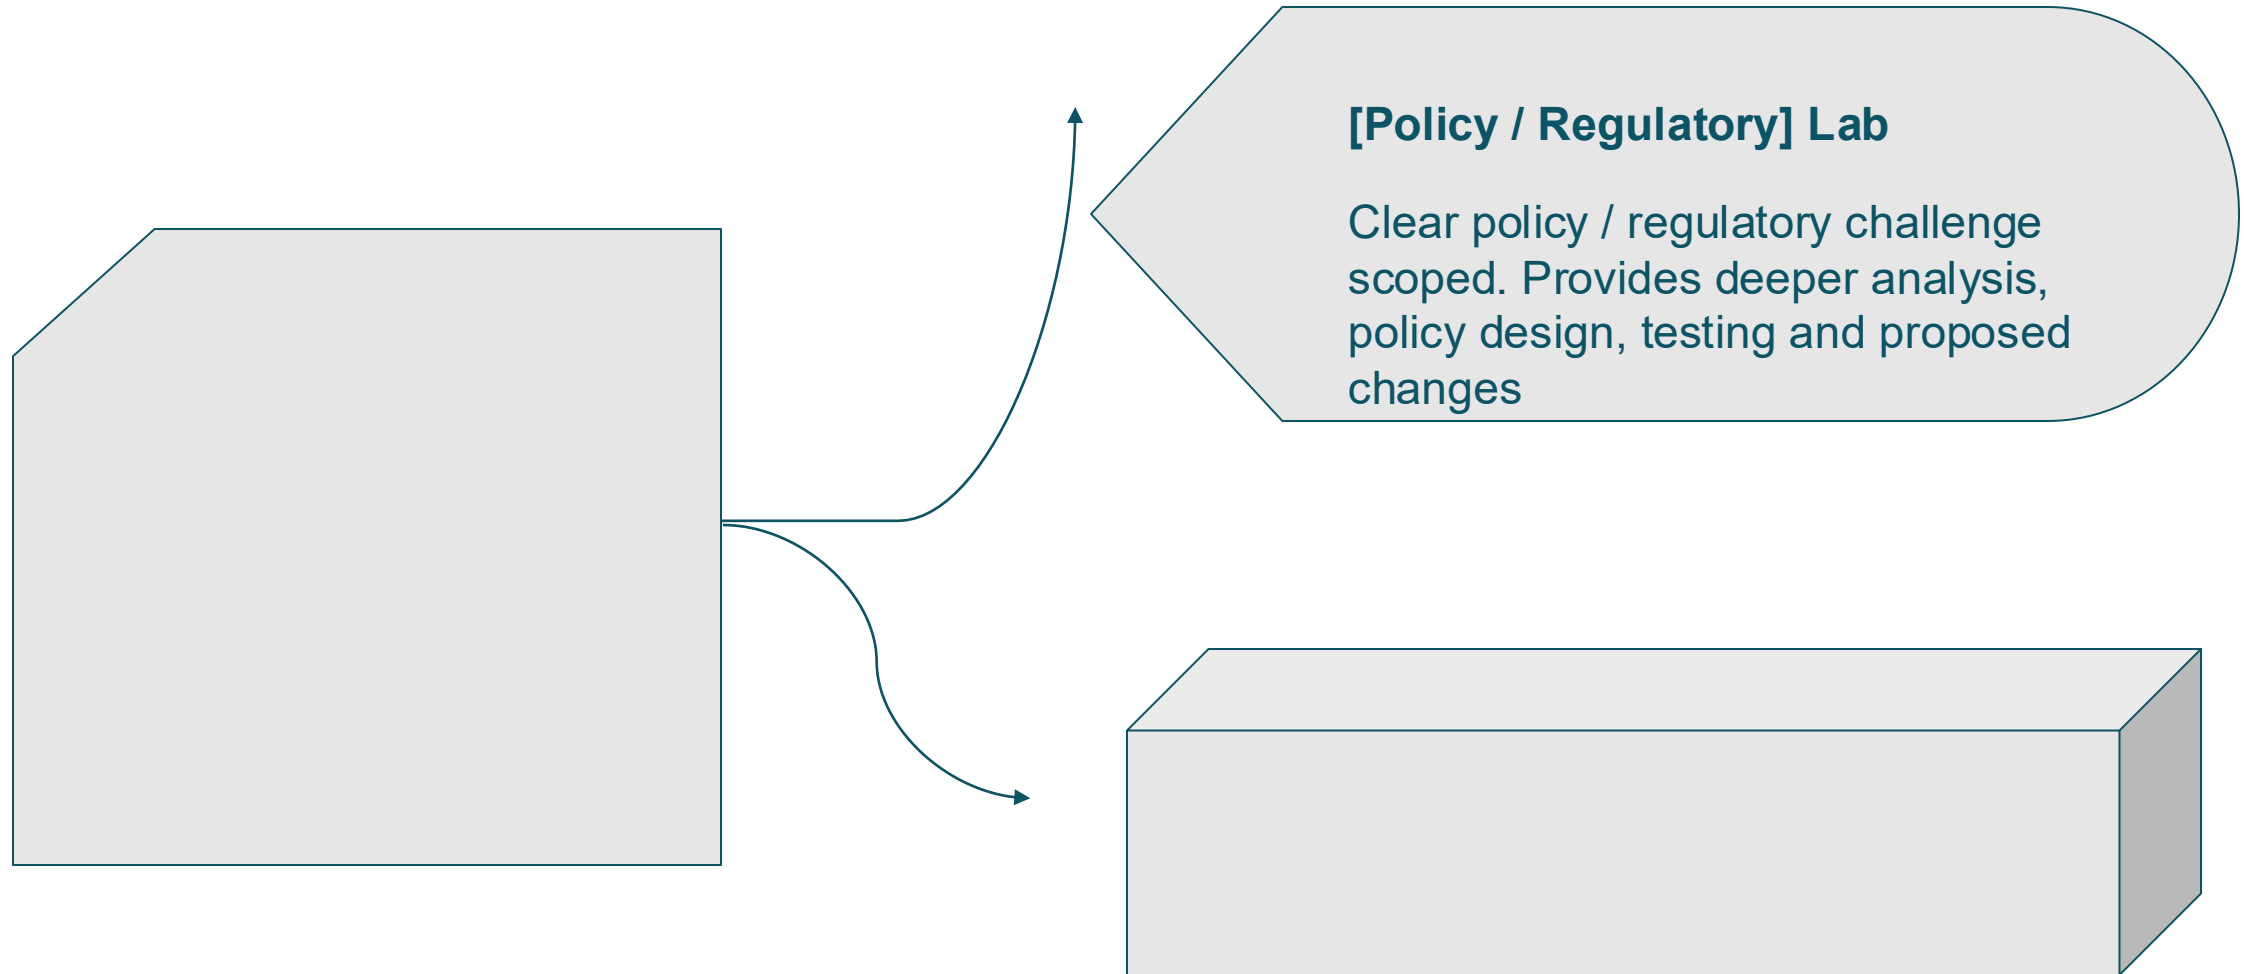 [Policy / Regulatory] Lab
Clear policy / regulatory challenge
scoped. Provides deeper analysis,
policy design, testing and proposed
changes